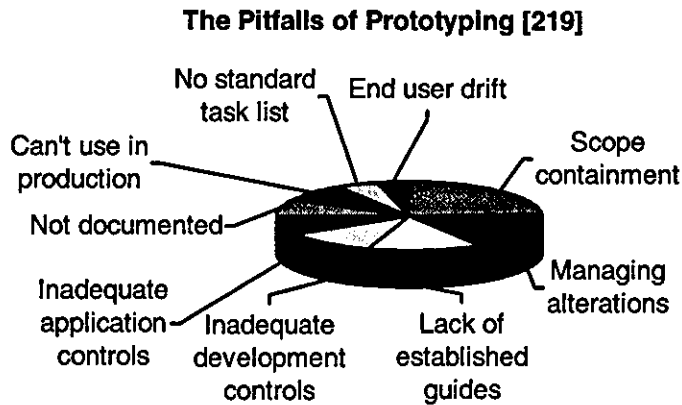 The Pitfalls of Prototyping [219]
No standard
task list
End user drift
Scope
containment
Can't use in
production
Not documented
Managing
alterations
Inadequate
application
controls
Inadequate
development
controls
Lack of
established
guides